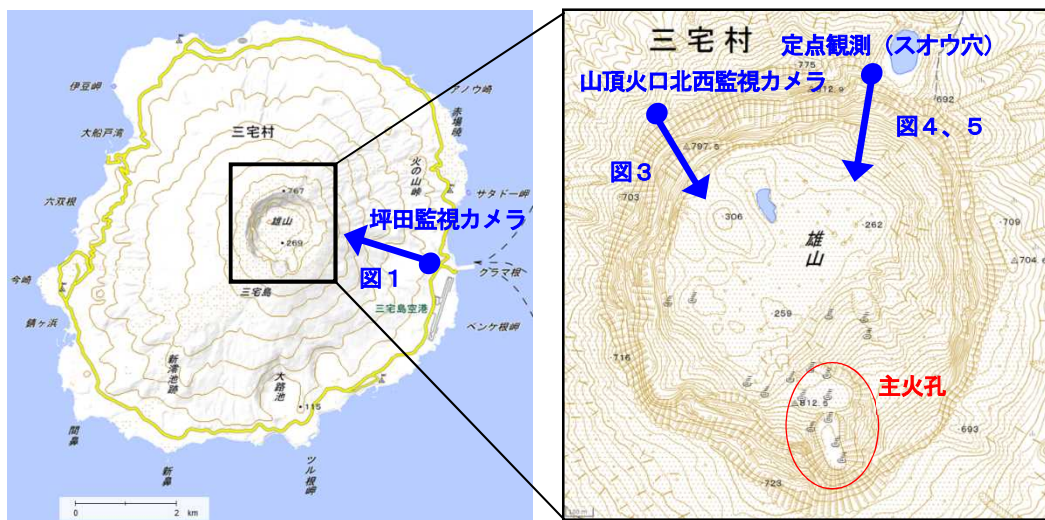 伊豆岬
大船戸湾
六双根
今崎
錆ヶ浜
間鼻
新鼻
ツル根岬
アノウ崎
赤場暁
サタドー岬
グラマ根
ベンケ根岬
三宅村
火の山峠
767
雄山
269
三宅島
坪田監視カメラ
図1
三宅島空港
新澪池跡
大路池
115
0 2 km
三宅村
775
定点観測（スオウ穴）
山頂火口北西監視カメラ
692
図4、5
797.5
図3
703
306
262
709
雄山
704.6
259
716
主火孔
812.5
693
723